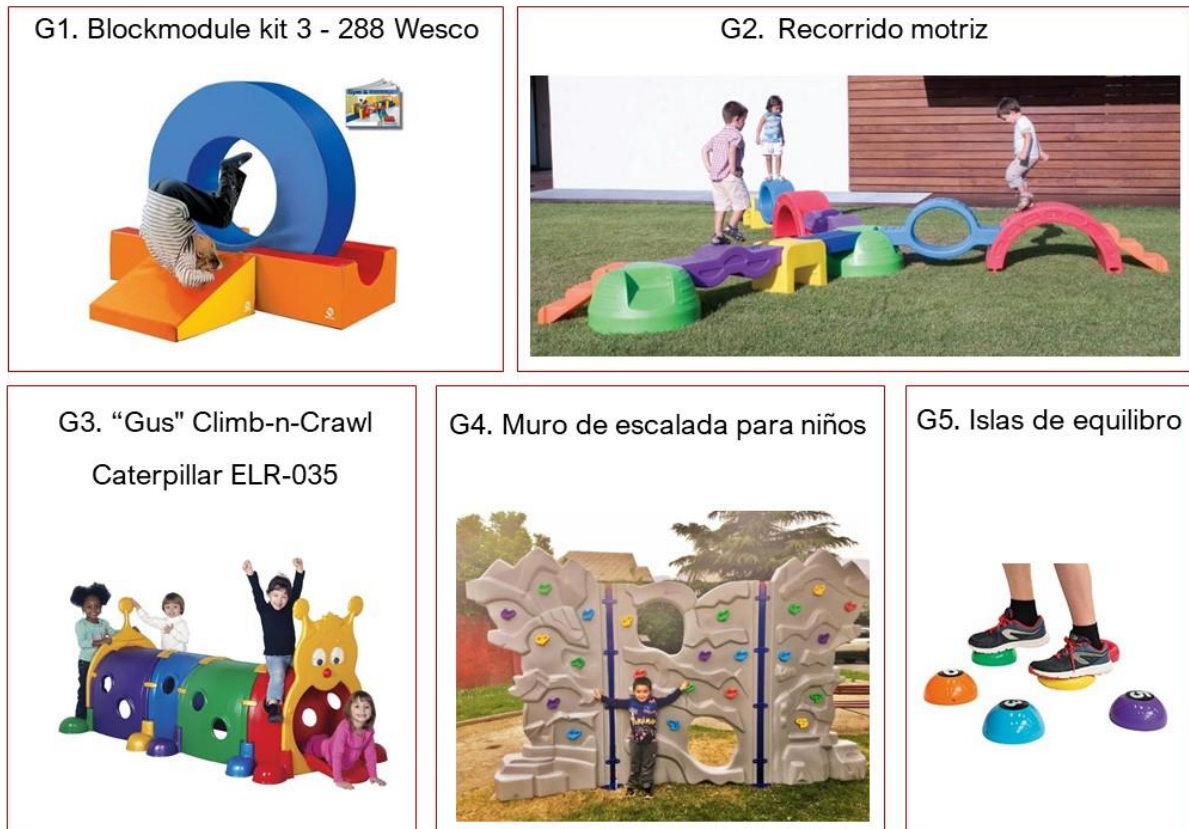 G1. Blockmodule kit 3 - 288 Wesco
G2. Recorrido motriz
G3. “Gus" Climb-n-Crawl
Caterpillar ELR-035
G4. Muro de escalada para niños
G5. Islas de equilibro
5